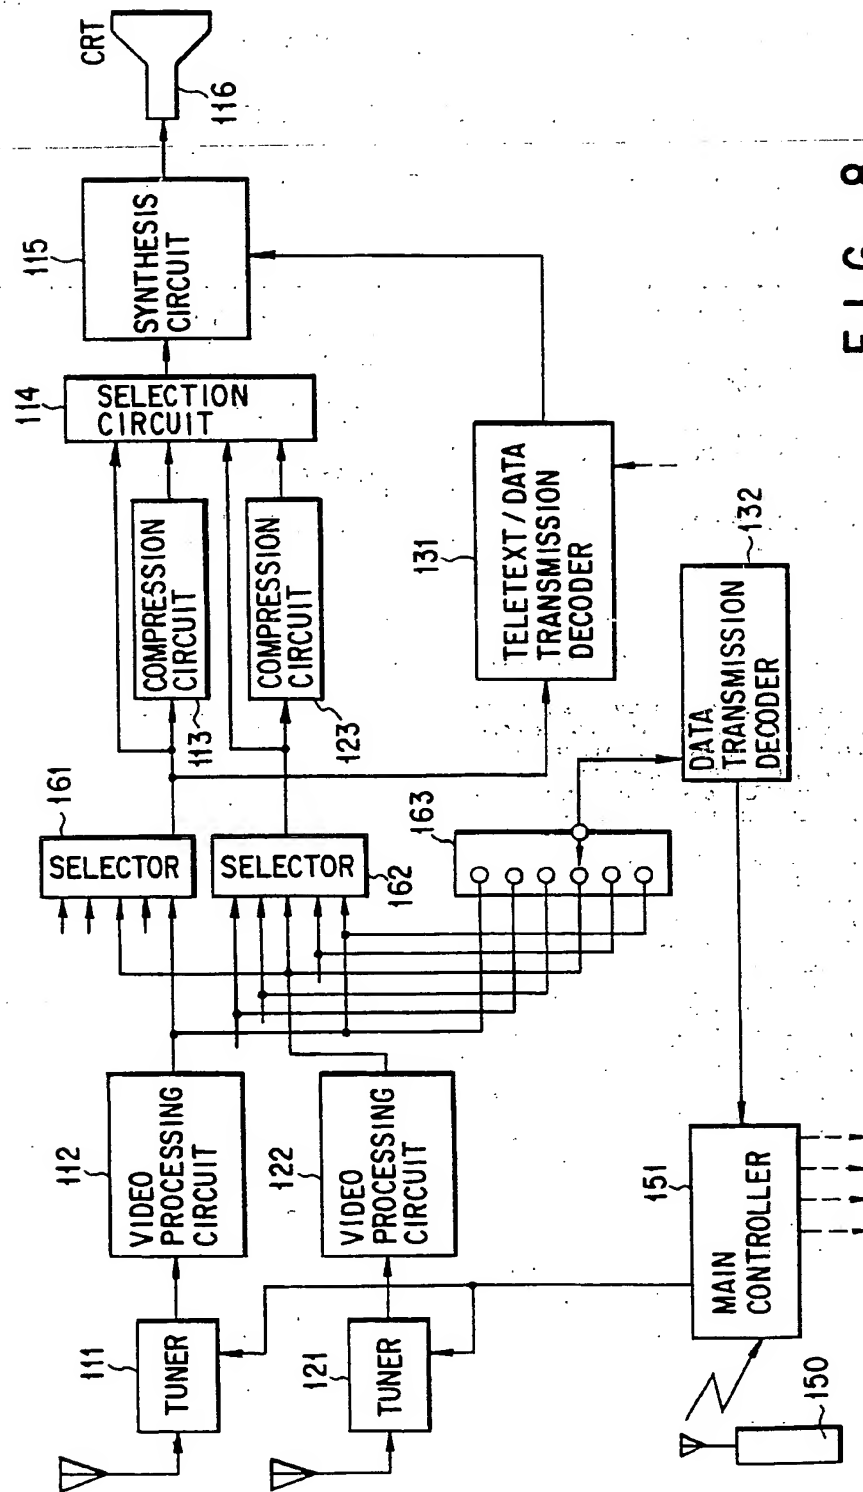 CRT
116
115
SYNTHESIS
CIRCUIT
114
SELECTION
CIRCUIT
COMPRESSION
CIRCUIT
113
COMPRESSION
CIRCUIT
123
131
TELETEXT / DATA
TRANSMISSION
DECODER
132
DATA
TRANSMISSION
DECODER
161
SELECTOR
SELECTOR
162
163
112
VIDEO
PROCESSING
CIRCUIT
122
VIDEO
PROCESSING
CIRCUIT
151
MAIN
CONTROLLER
111
TUNER
121
TUNER
150
FIG. 8